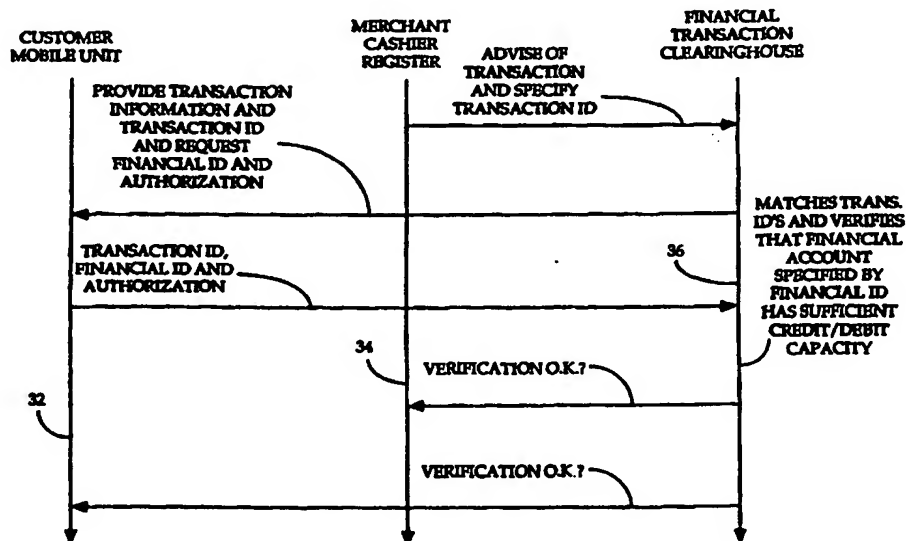 CUSTOMER
MOBILE UNIT
MERCHANT
CASHIER
REGISTER
FINANCIAL
TRANSACTION
CLEARINGHOUSE
ADVISE OF
TRANSACTION
AND SPECIFY
TRANSACTION ID
PROVIDE TRANSACTION
INFORMATION AND
TRANSACTION ID
AND REQUEST
FINANCIAL ID AND
AUTHORIZATION
TRANSACTION ID,
FINANCIAL ID AND
AUTHORIZATION
36
MATCHES TRANS.
ID'S AND VERIFIES
THAT FINANCIAL
ACCOUNT
SPECIFIED BY
FINANCIAL ID
HAS SUFFICIENT
CREDIT/DEBIT
CAPACITY
34
VERIFICATION O.K.?
32
VERIFICATION O.K.?